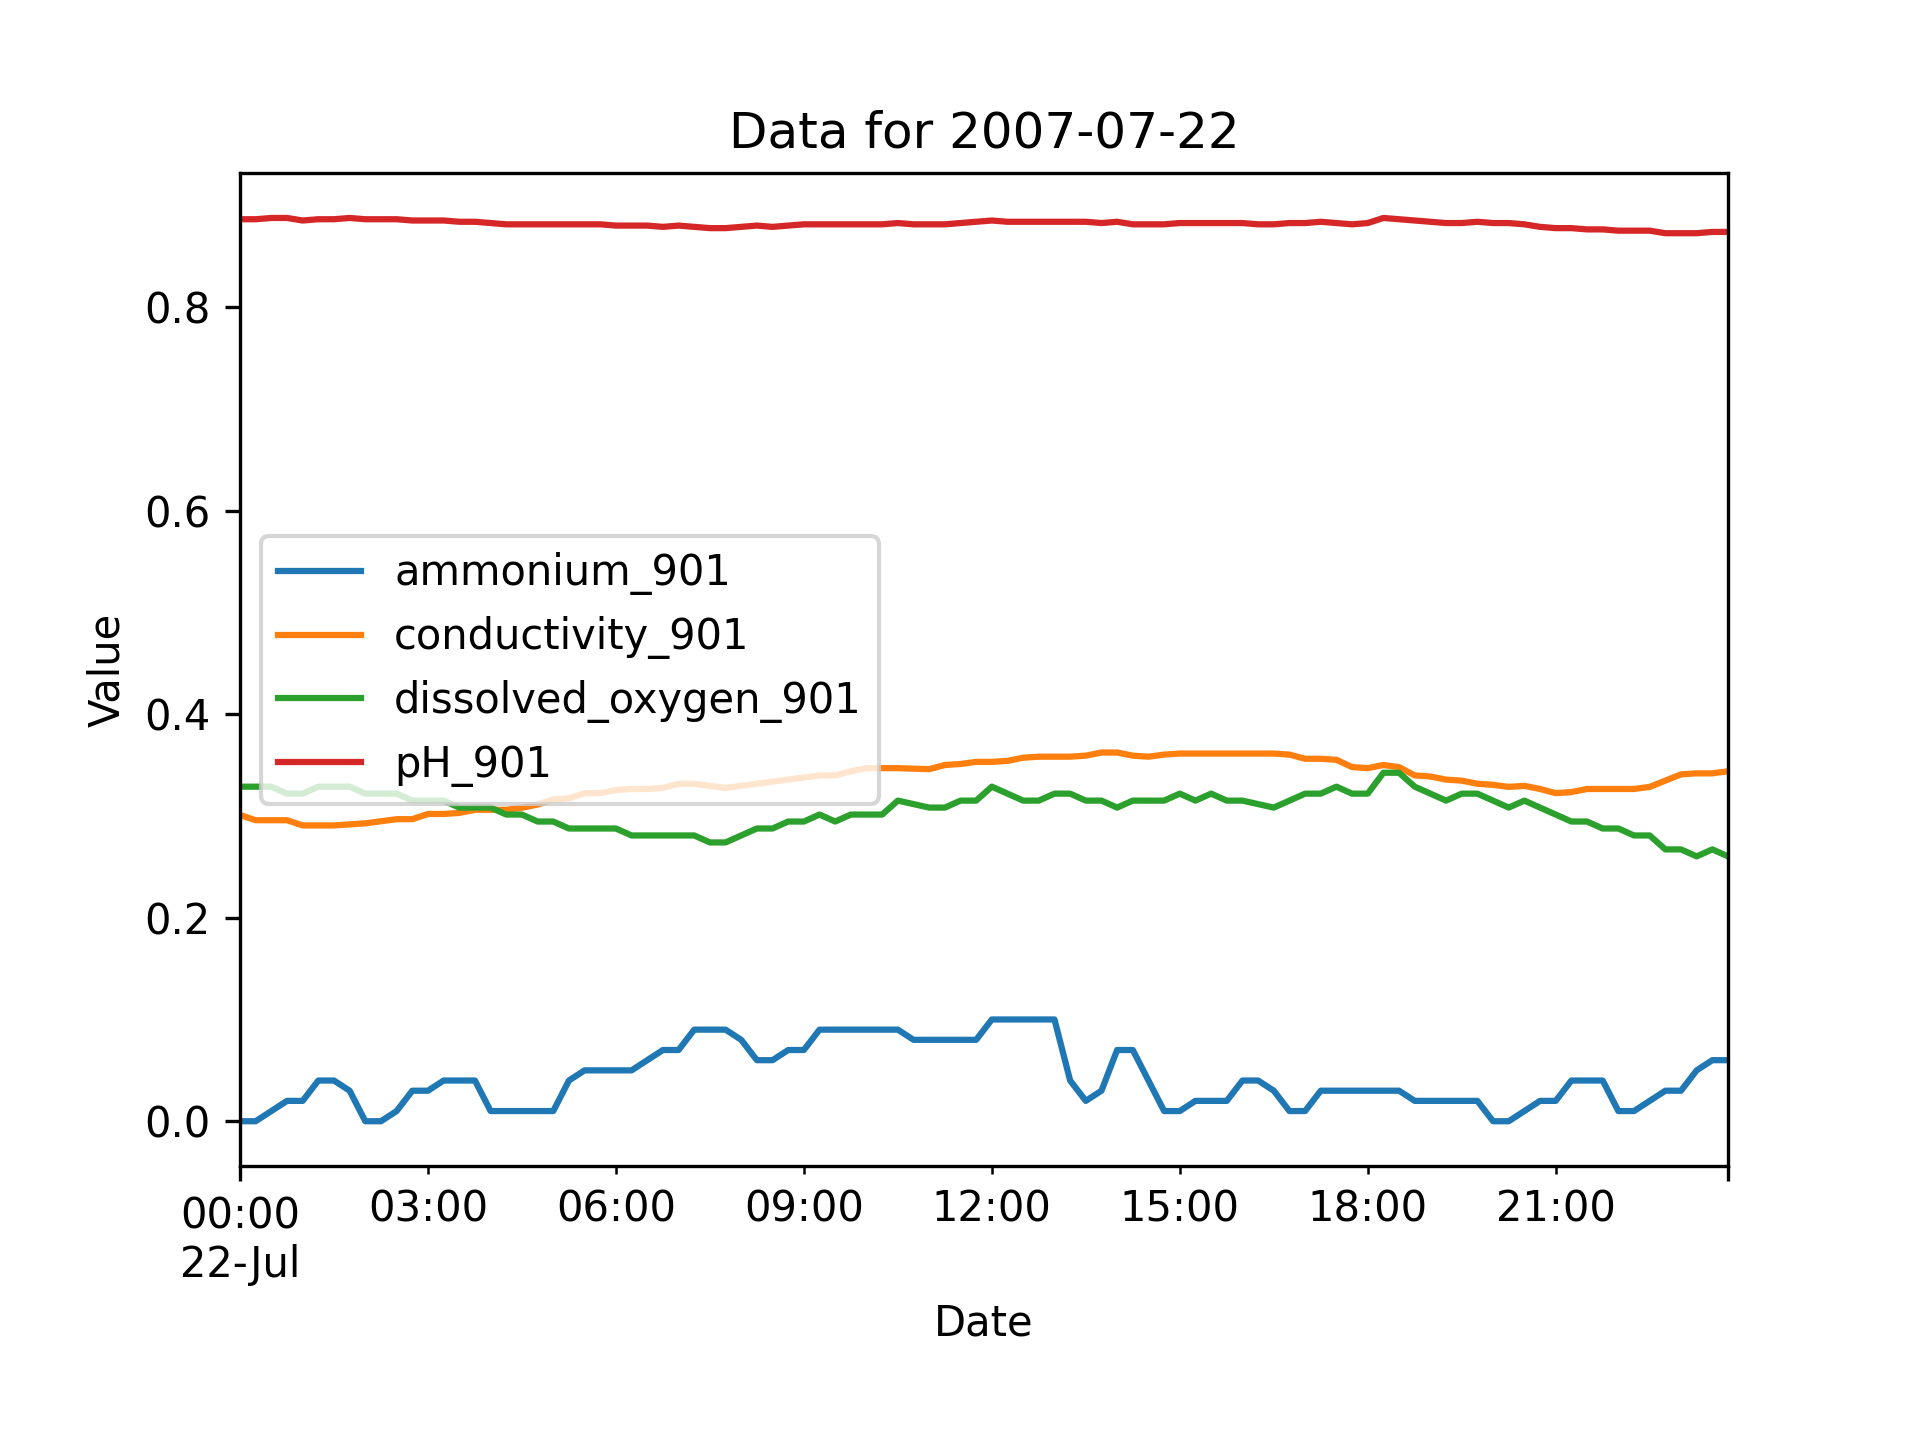 Data for 2007-07-22
Value
0.8
0.6
0.4
0.2
0.0
ammonium_901
conductivity_901
dissolved_oxygen_901
pH_901
00:00 03:00 06:00 09:00 12:00 15:00 18:00 21:00
22-Jul
Date